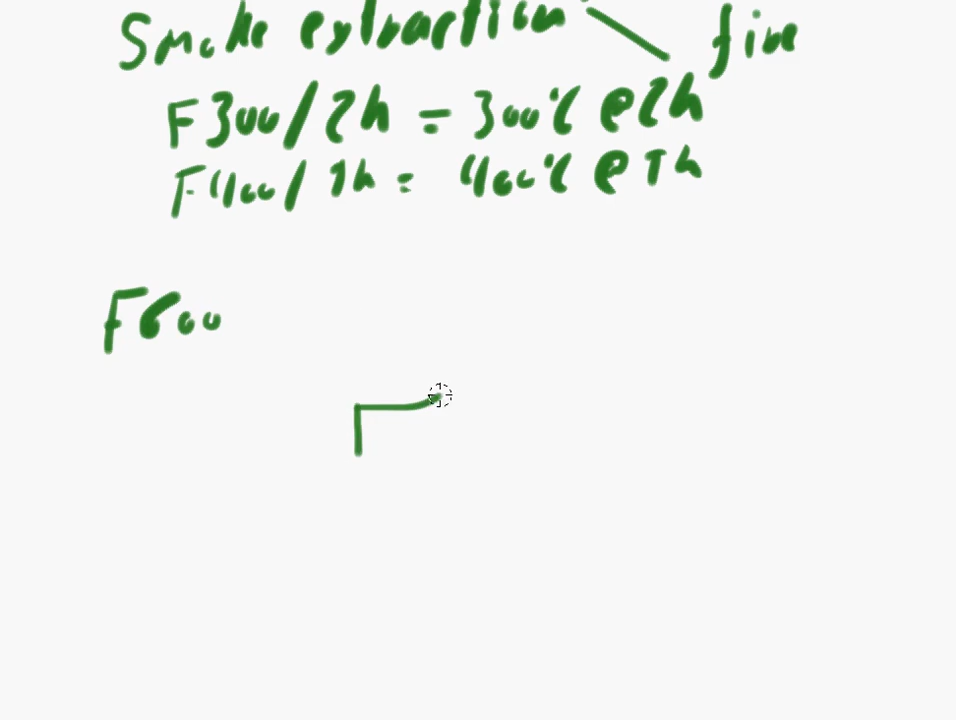 Smoke extraction fire
F300/2h = 300°C @ 2h
F400/1h = 400°C @ 1h
F600